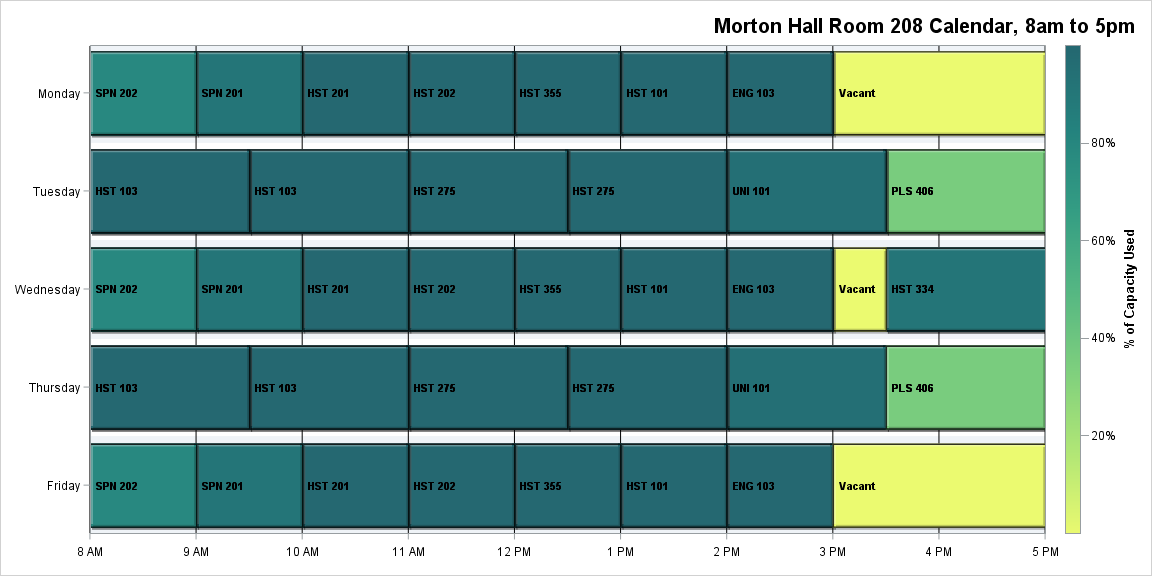 Morton Hall Room 208 Calendar, 8am to 5pm
Monday SPN 202 SPN 201 HST 201 HST 202 HST 355 HST 101 ENG 103 Vacant
80%
Tuesday HST 103 HST 103 HST 275 HST 275 UNI 101 PLS 406
60%
Wednesday SPN 202 SPN 201 HST 201 HST 202 HST 355 HST 101 ENG 103 Vacant HST 334
% of Capacity Used
40%
Thursday HST 103 HST 103 HST 275 HST 275 UNI 101 PLS 406
20%
Friday SPN 202 SPN 201 HST 201 HST 202 HST 355 HST 101 ENG 103 Vacant
8 AM 9 AM 10 AM 11 AM 12 PM 1 PM 2 PM 3 PM 4 PM 5 PM